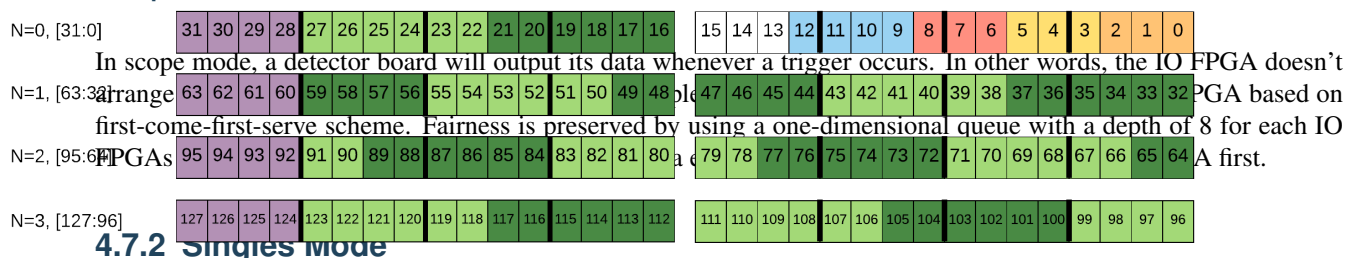 N=0, [31:0] 31 30 29 28 27 26 25 24 23 22 21 20 19 18 17 16 15 14 13 12 11 10 9 8 7 6 5 4 3 2 1 0
In scope mode, a detector board will output its data whenever a trigger occurs. In other words, the IO FPGA doesn't
N=1, [63:32] 63 62 61 60 59 58 57 56 55 54 53 52 51 50 49 48 47 46 45 44 43 42 41 40 39 38 37 36 35 34 33 32
arrange PGA based on
first-come-first-serve scheme. Fairness is preserved by using a one-dimensional queue with a depth of 8 for each IO
N=2, [95:64] 95 94 93 92 91 90 89 88 87 86 85 84 83 82 81 80 79 78 77 76 75 74 73 72 71 70 69 68 67 66 65 64
FPGAs A first.
N=3, [127:96] 127 126 125 124 123 122 121 120 119 118 117 116 115 114 113 112 111 110 109 108 107 106 105 104 103 102 101 100 99 98 97 96
4.7.2 Singles Mode